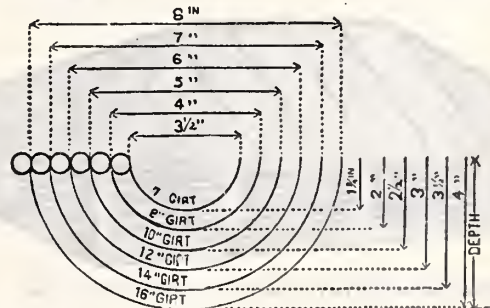 8 IN
7 "
6 "
5 "
4 "
3½"
7 GIRT
8" GIRT
10" GIRT
12" GIRT
14" GIRT
16" GIRT
1¾ IN
2 "
2½"
3"
3½"
4"
DEPTH